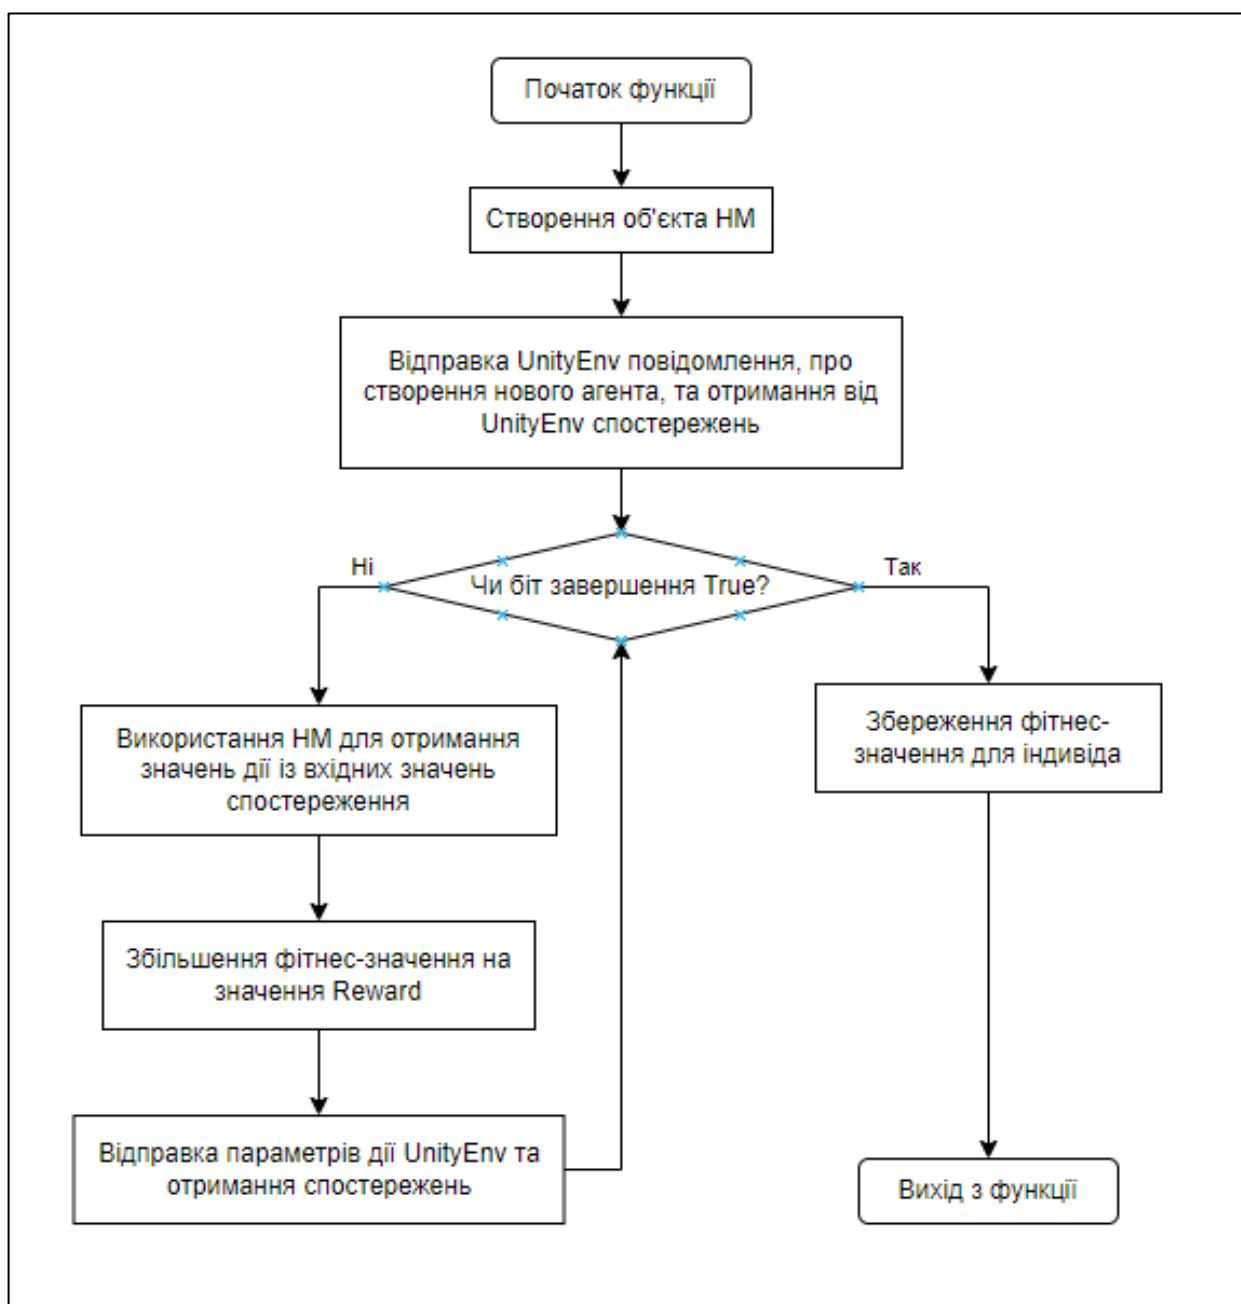 Початок функції
Створення об'єкта НМ
Відправка UnityEnv повідомлення, про
створення нового агента, та отримання від
UnityEnv спостережень
Чи біт завершення True?
Ні
Так
Використання НМ для отримання
значень дії із вхідних значень
спостереження
Збільшення фітнес-значення на
значення Reward
Відправка параметрів дії UnityEnv та
отримання спостережень
Збереження фітнес-
значення для індивіда
Вихід з функції